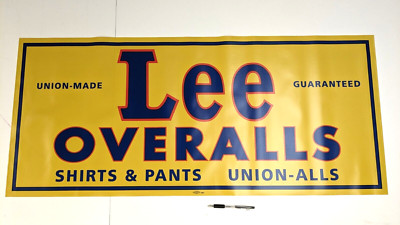 UNION-MADE Lee GUARANTEED
OVERALLS
SHIRTS & PANTS UNION-ALLS